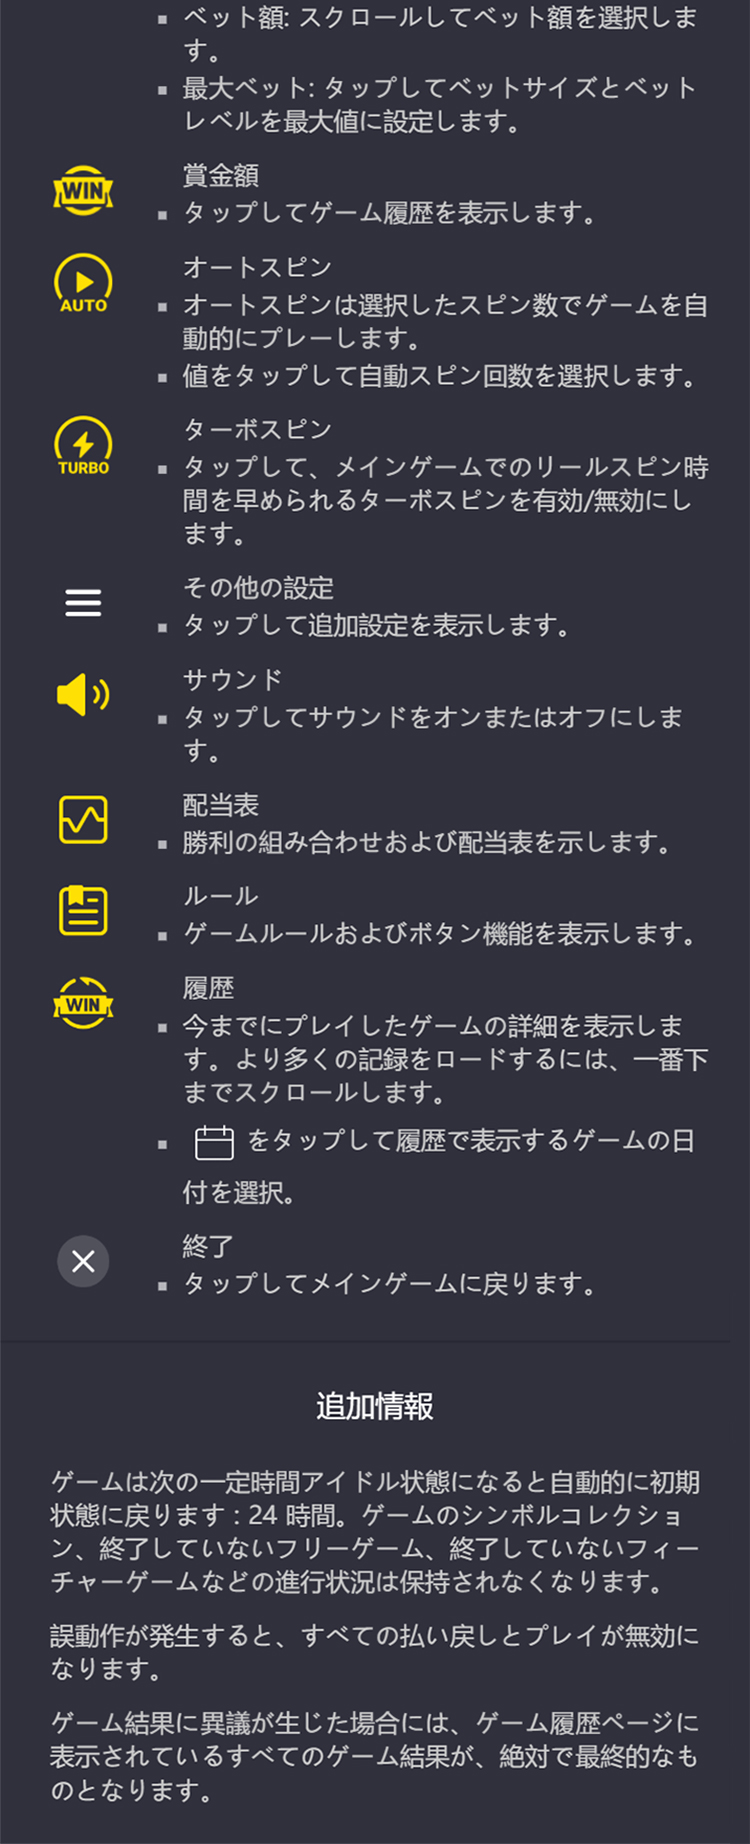 ▪ ベット額: スクロールしてベット額を選択しま
す。
▪ 最大ベット: タップしてベットサイズとベット
レベルを最大値に設定します。
WIN
賞金額
▪ タップしてゲーム履歴を表示します。
AUTO
オートスピン
▪ オートスピンは選択したスピン数でゲームを自
動的にプレーします。
▪ 値をタップして自動スピン回数を選択します。
TURBO
ターボスピン
▪ タップして、メインゲームでのリールスピン時
間を早められるターボスピンを有効/無効にし
ます。
その他の設定
▪ タップして追加設定を表示します。
サウンド
▪ タップしてサウンドをオンまたはオフにしま
す。
配当表
▪ 勝利の組み合わせおよび配当表を示します。
ルール
▪ ゲームルールおよびボタン機能を表示します。
WIN
履歴
▪ 今までにプレイしたゲームの詳細を表示しま
す。より多くの記録をロードするには、一番下
までスクロールします。
▪ をタップして履歴で表示するゲームの日
付を選択。
終了
▪ タップしてメインゲームに戻ります。
追加情報
ゲームは次の一定時間アイドル状態になると自動的に初期
状態に戻ります : 24 時間。ゲームのシンボルコレクショ
ン、終了していないフリーゲーム、終了していないフィー
チャーゲームなどの進行状況は保持されなくなります。
誤動作が発生すると、すべての払い戻しとプレイが無効に
なります。
ゲーム結果に異議が生じた場合には、ゲーム履歴ページに
表示されているすべてのゲーム結果が、絶対で最終的なも
のとなります。